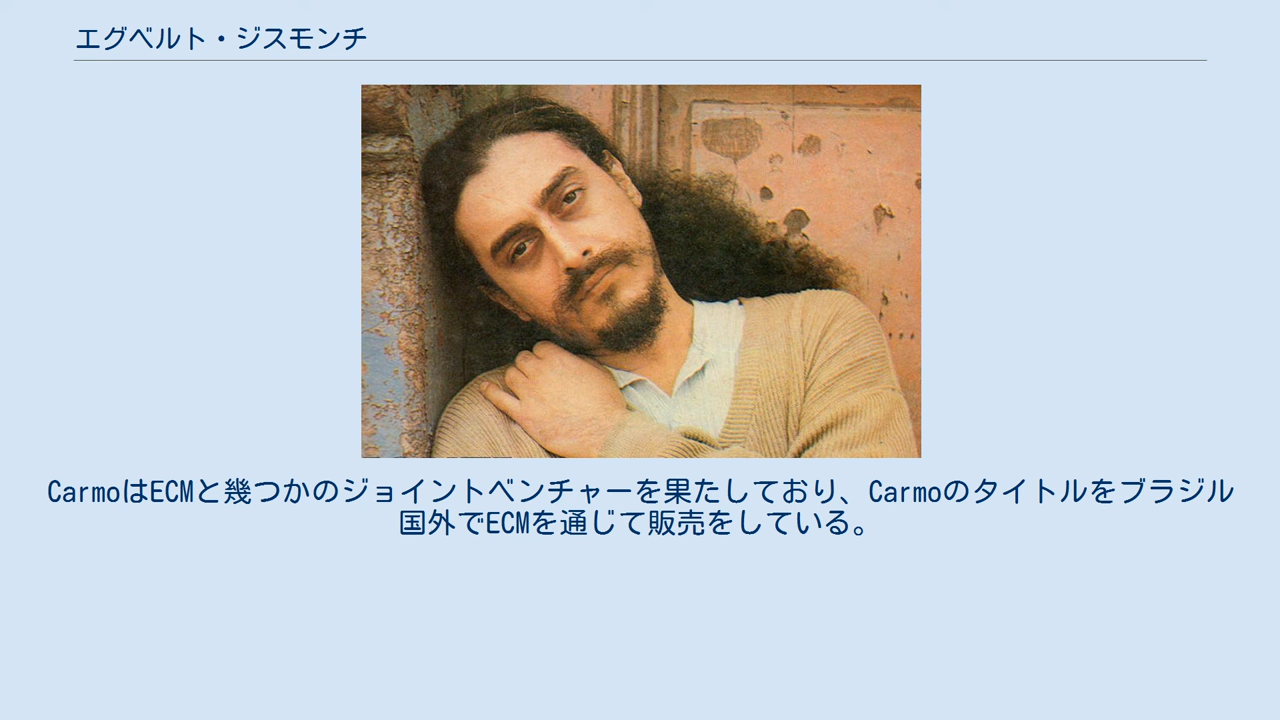 エグベルト・ジスモンチ
CarmoはECMと幾つかのジョイントベンチャーを果たしており、Carmoのタイトルをブラジル
国外でECMを通じて販売をしている。